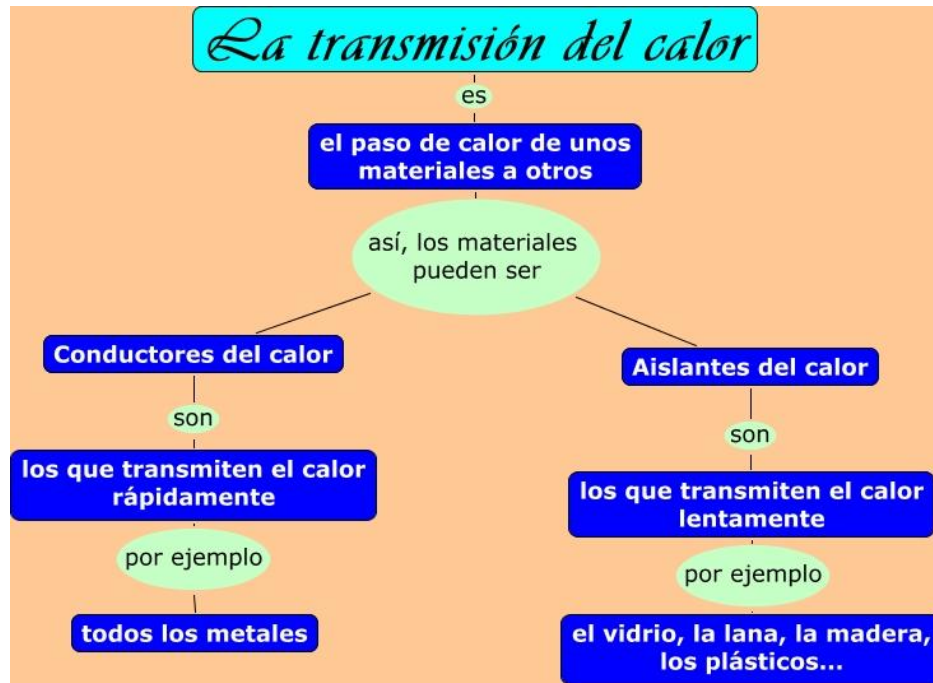 La transmisión del calor
es
el paso de calor de unos
materiales a otros
así, los materiales
pueden ser
Conductores del calor
son
los que transmiten el calor
rápidamente
por ejemplo
todos los metales
Aislantes del calor
son
los que transmiten el calor
lentamente
por ejemplo
el vidrio, la lana, la madera,
los plásticos...